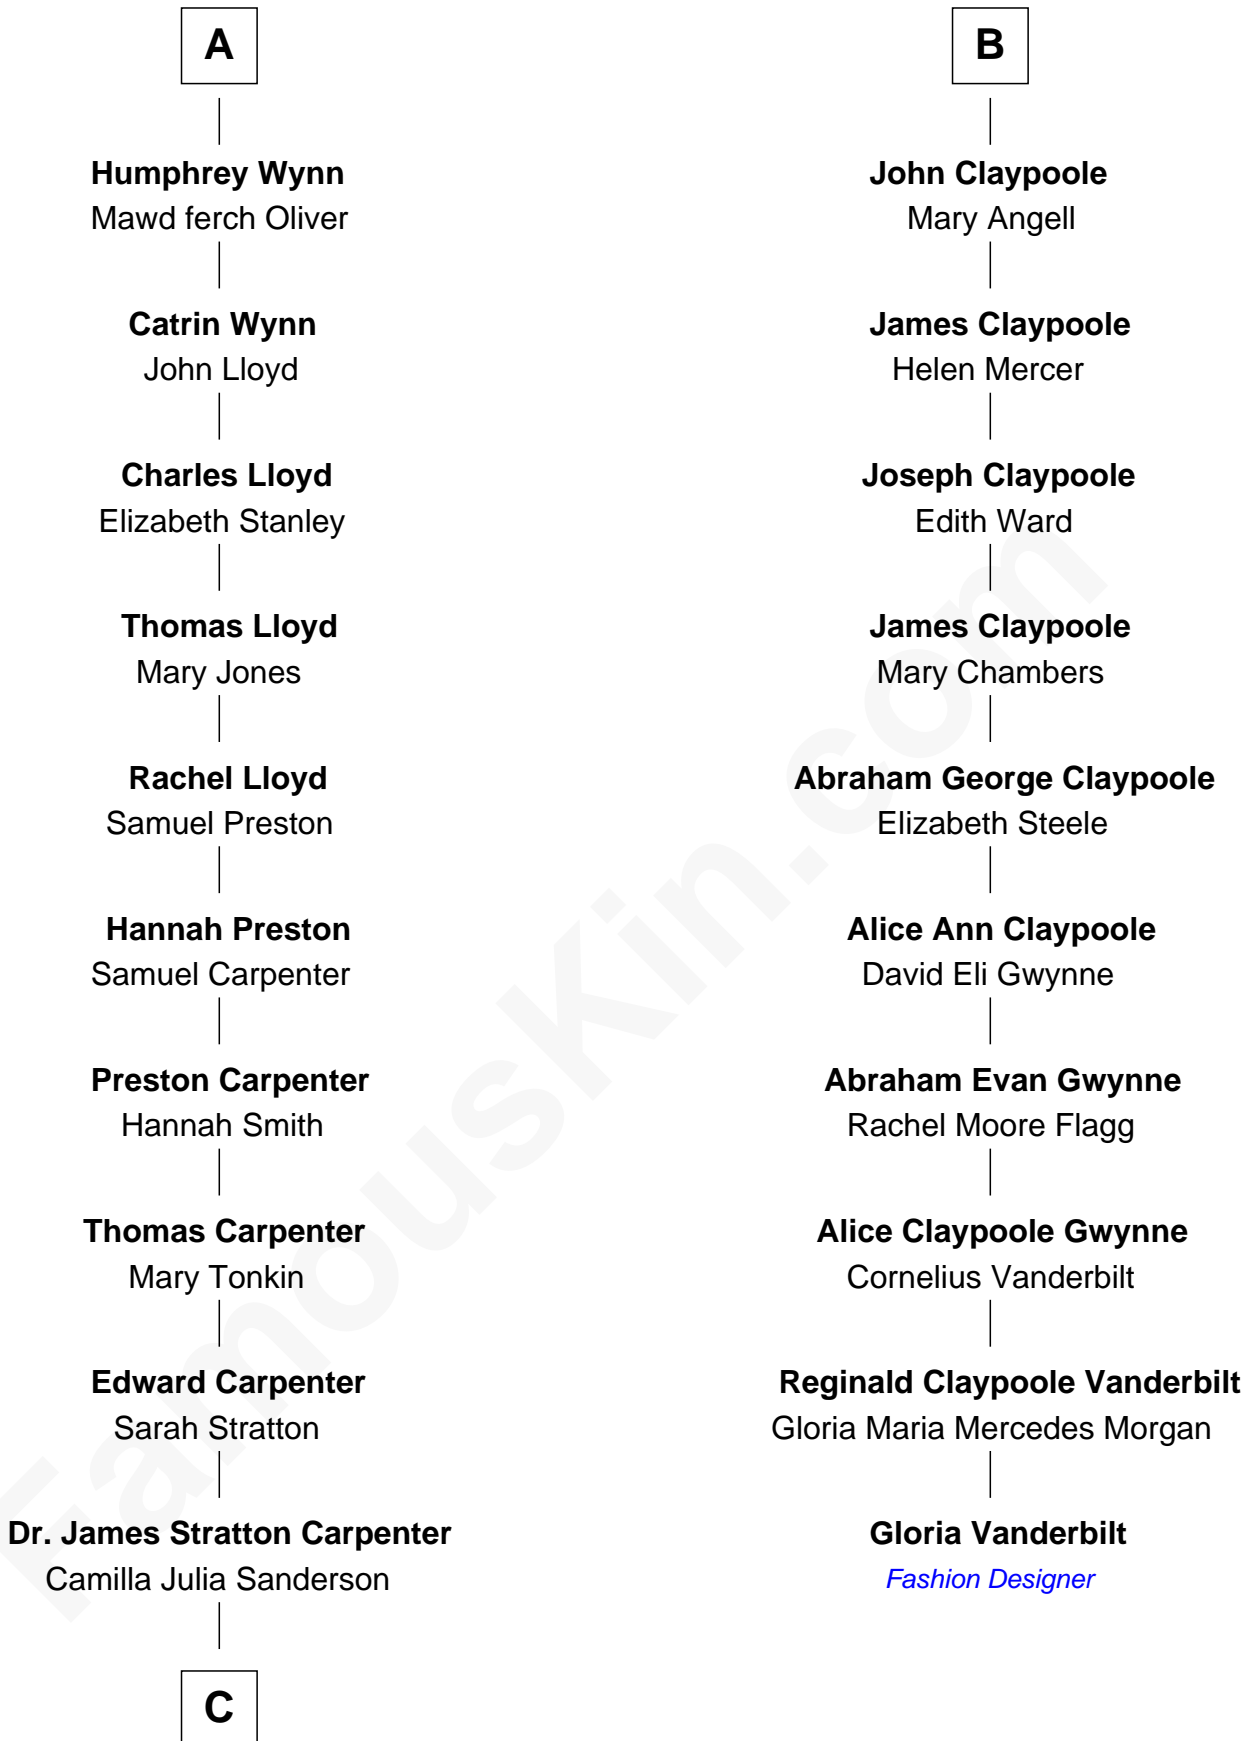 A
Humphrey Wynn
Mawd ferch Oliver
Catrin Wynn
John Lloyd
Charles Lloyd
Elizabeth Stanley
Thomas Lloyd
Mary Jones
Rachel Lloyd
Samuel Preston
Hannah Preston
Samuel Carpenter
Preston Carpenter
Hannah Smith
Thomas Carpenter
Mary Tonkin
Edward Carpenter
Sarah Stratton
Dr. James Stratton Carpenter
Camilla Julia Sanderson
C
B
John Claypoole
Mary Angell
James Claypoole
Helen Mercer
Joseph Claypoole
Edith Ward
James Claypoole
Mary Chambers
Abraham George Claypoole
Elizabeth Steele
Alice Ann Claypoole
David Eli Gwynne
Abraham Evan Gwynne
Rachel Moore Flagg
Alice Claypoole Gwynne
Cornelius Vanderbilt
Reginald Claypoole Vanderbilt
Gloria Maria Mercedes Morgan
Gloria Vanderbilt
Fashion Designer
FamousKin.com